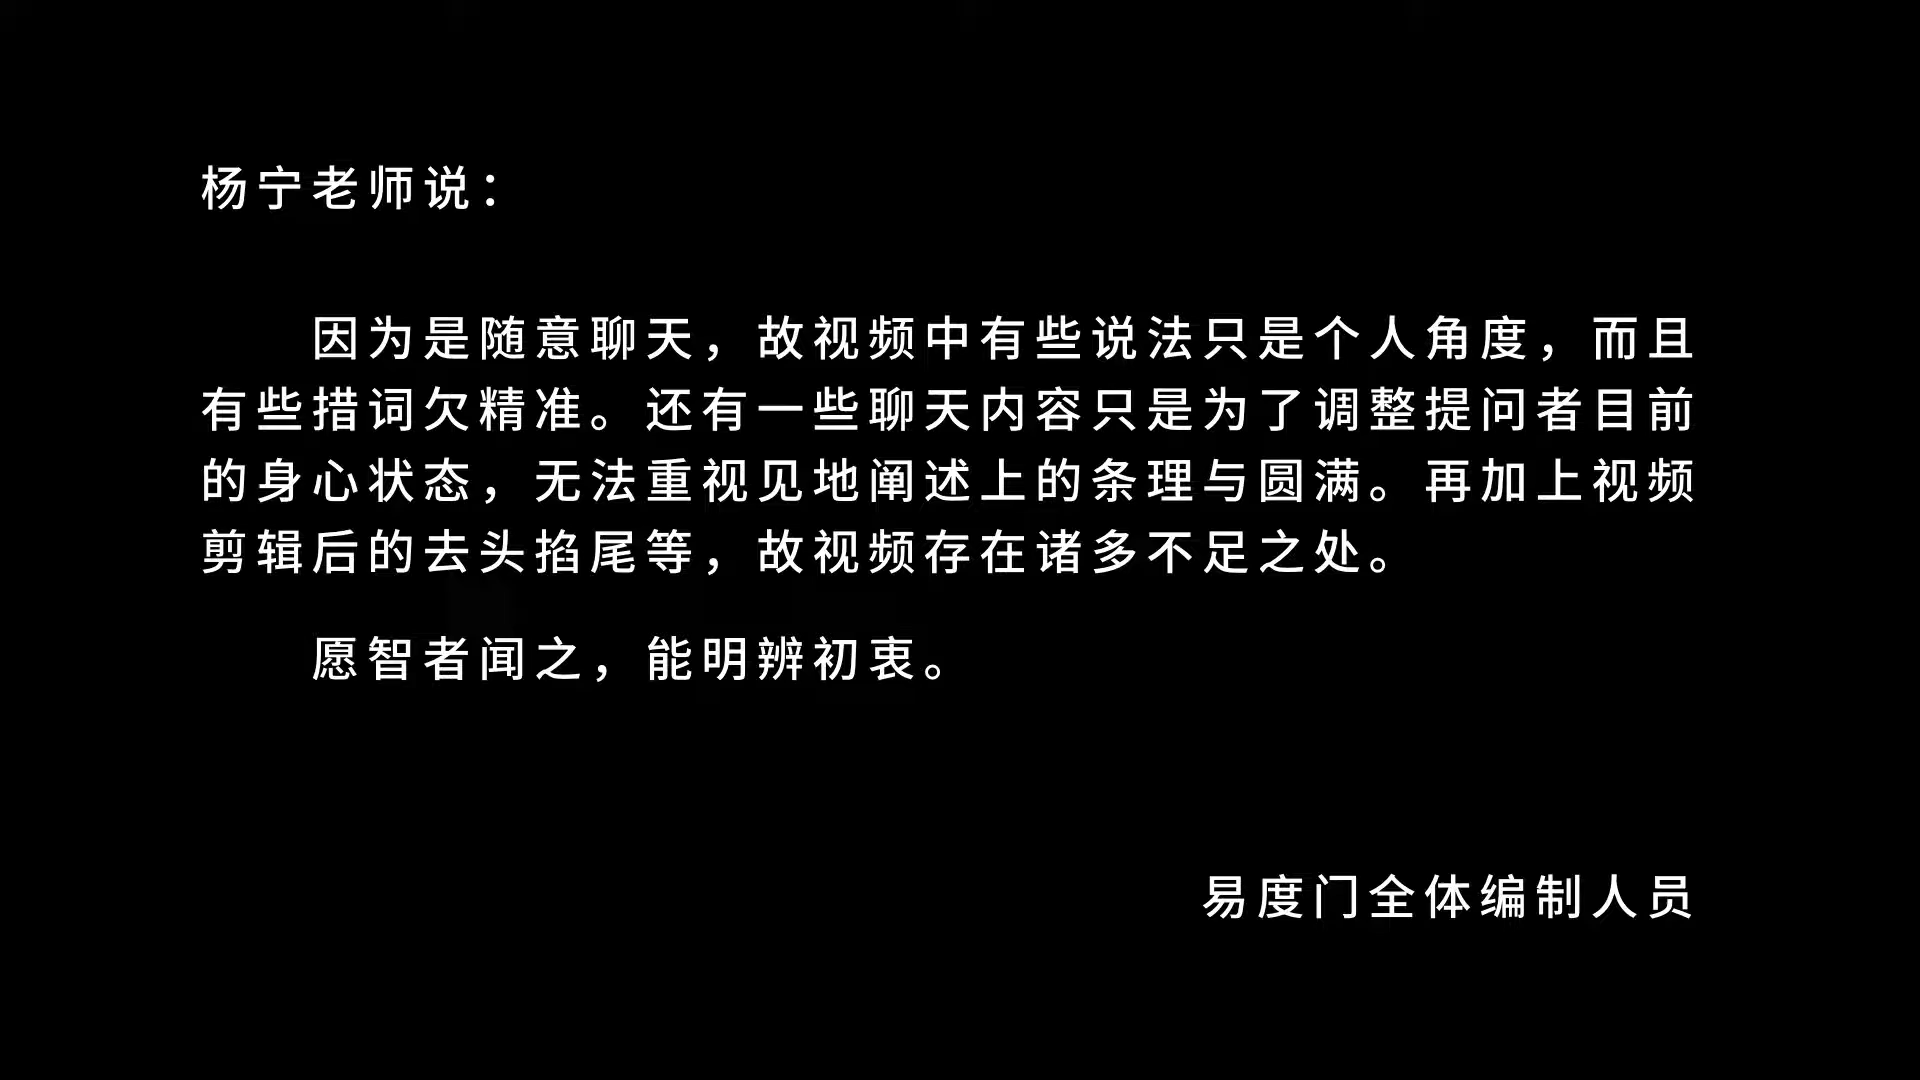 杨宁老师说：
因为是随意聊天，故视频中有些说法只是个人角度，而且
有些措词欠精准。还有一些聊天内容只是为了调整提问者目前
的身心状态，无法重视见地阐述上的条理与圆满。再加上视频
剪辑后的去头掐尾等，故视频存在诸多不足之处。
愿智者闻之，能明辨初衷。
易度门全体编制人员